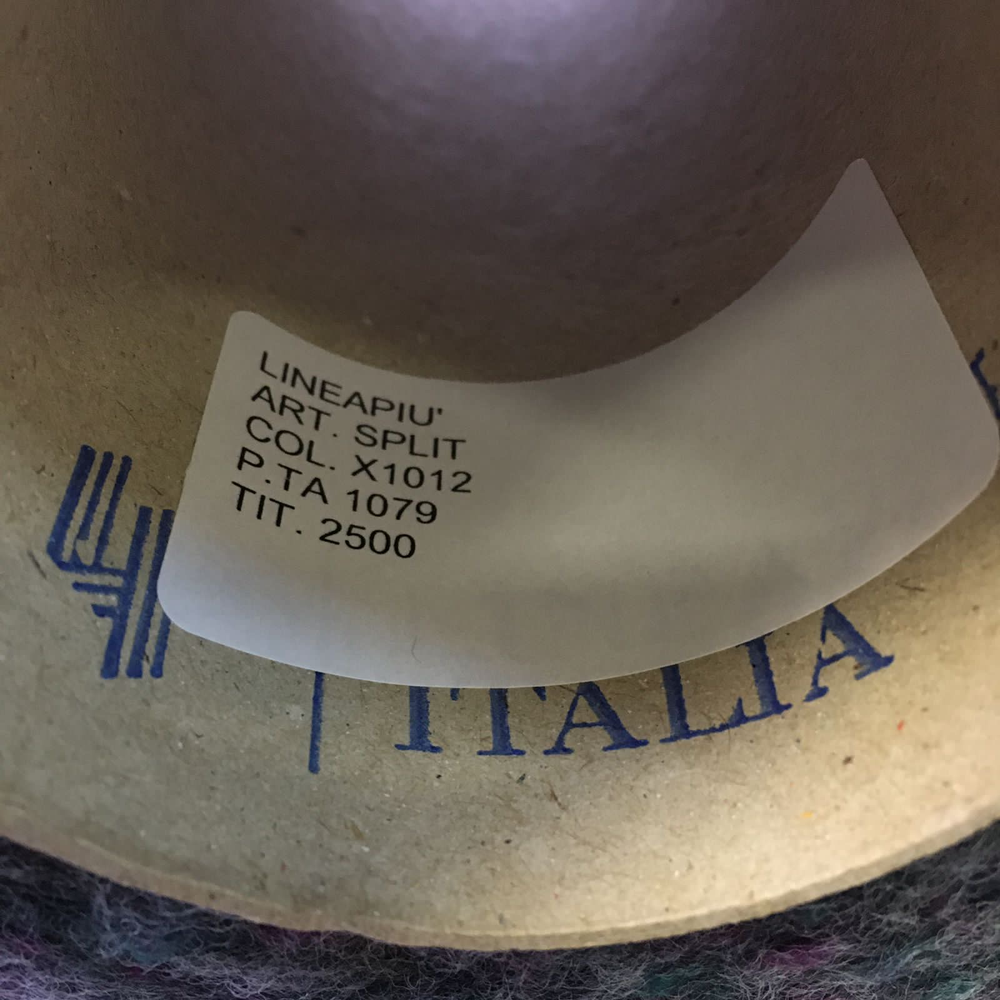 LINEAPIU'
ART. SPLIT
COL. X1012
P.TA 1079
TIT. 2500
ITALIA